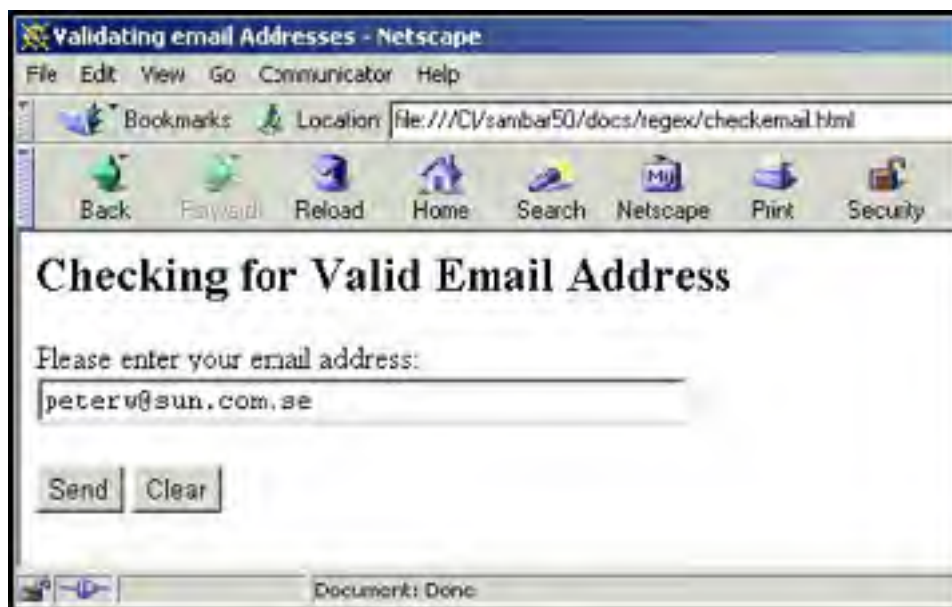 Validating email Addresses - Netscape
File Edit View Go Communicator Help
Bookmarks Location file:///C|/sambar50/docs/regex/checkemail.html
Back Forward Reload Home Search Netscape Print Security
Checking for Valid Email Address
Please enter your email address:
peterw@sun.com.se
Send Clear
Document: Done